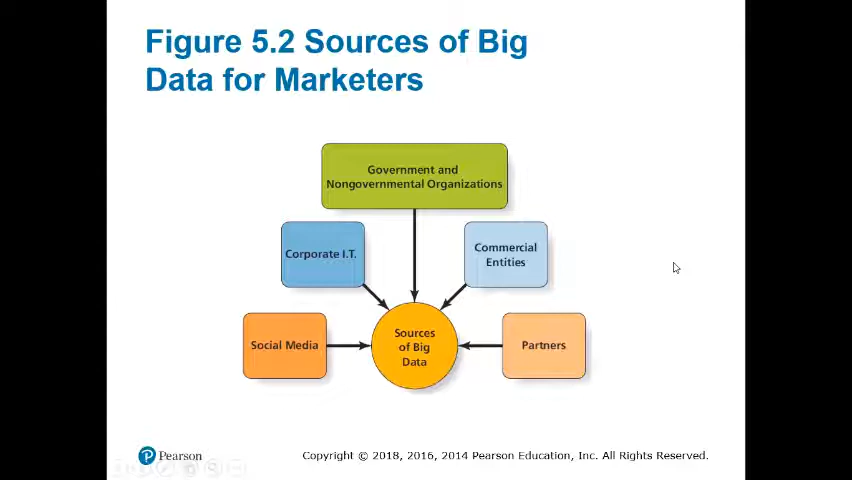 Figure 5.2 Sources of Big
Data for Marketers
Government and
Nongovernmental Organizations
Corporate I.T.
Commercial
Entities
Social Media
Sources
of Big
Data
Partners
P Pearson
Copyright © 2018, 2016, 2014 Pearson Education, Inc. All Rights Reserved.